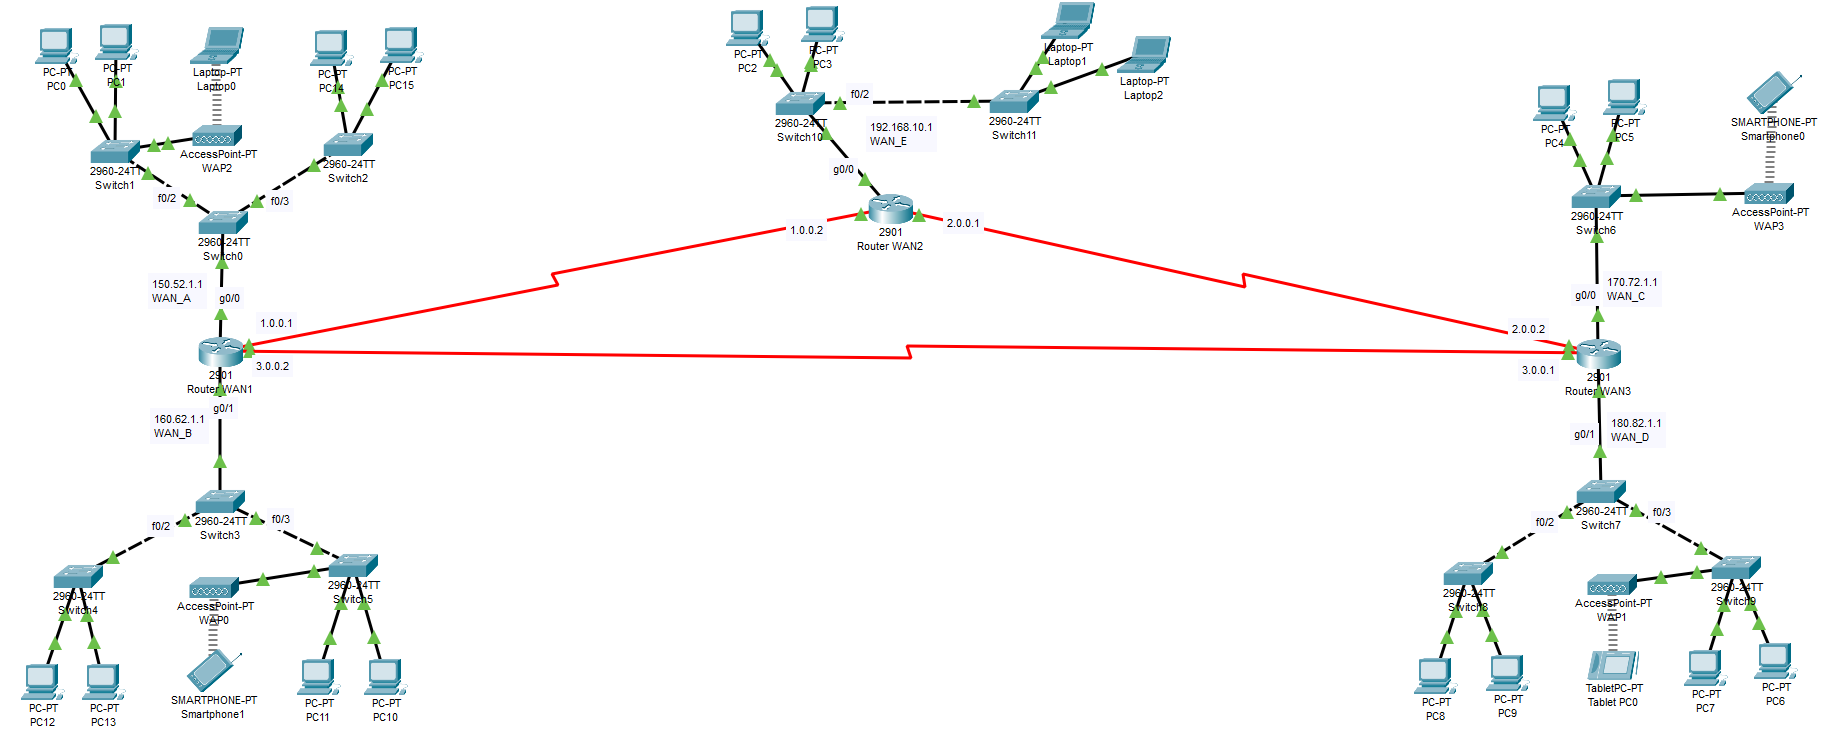 PC-PT
PC0
PC-PT
PC1
Laptop-PT
Laptop0
PC-PT
PC14
PC-PT
PC15
2960-24TT
Switch1
AccessPoint-PT
WAP2
2960-24TT
Switch2
f0/2
f0/3
2960-24TT
Switch0
150.52.1.1
WAN_A
g0/0
1.0.0.1
3.0.0.2
2901
Router WAN1
g0/1
160.62.1.1
WAN_B
2960-24TT
Switch3
f0/2
f0/3
2960-24TT
Switch4
AccessPoint-PT
WAP0
2960-24TT
Switch5
PC-PT
PC12
PC-PT
PC13
SMARTPHONE-PT
Smartphone1
PC-PT
PC11
PC-PT
PC10
PC-PT
PC2
PC-PT
PC3
Laptop-PT
Laptop1
Laptop-PT
Laptop2
f0/2
2960-24TT
Switch10
192.168.10.1
WAN_E
2960-24TT
Switch11
g0/0
1.0.0.2
2.0.0.1
2901
Router WAN2
PC-PT
PC4
PC-PT
PC5
SMARTPHONE-PT
Smartphone0
2960-24TT
Switch6
AccessPoint-PT
WAP3
g0/0
170.72.1.1
WAN_C
2.0.0.2
3.0.0.1
2901
Router WAN3
g0/1
180.82.1.1
WAN_D
2960-24TT
Switch7
f0/2
f0/3
2960-24TT
Switch8
AccessPoint-PT
WAP1
2960-24TT
Switch9
PC-PT
PC8
PC-PT
PC9
TabletPC-PT
Tablet PC0
PC-PT
PC7
PC-PT
PC6